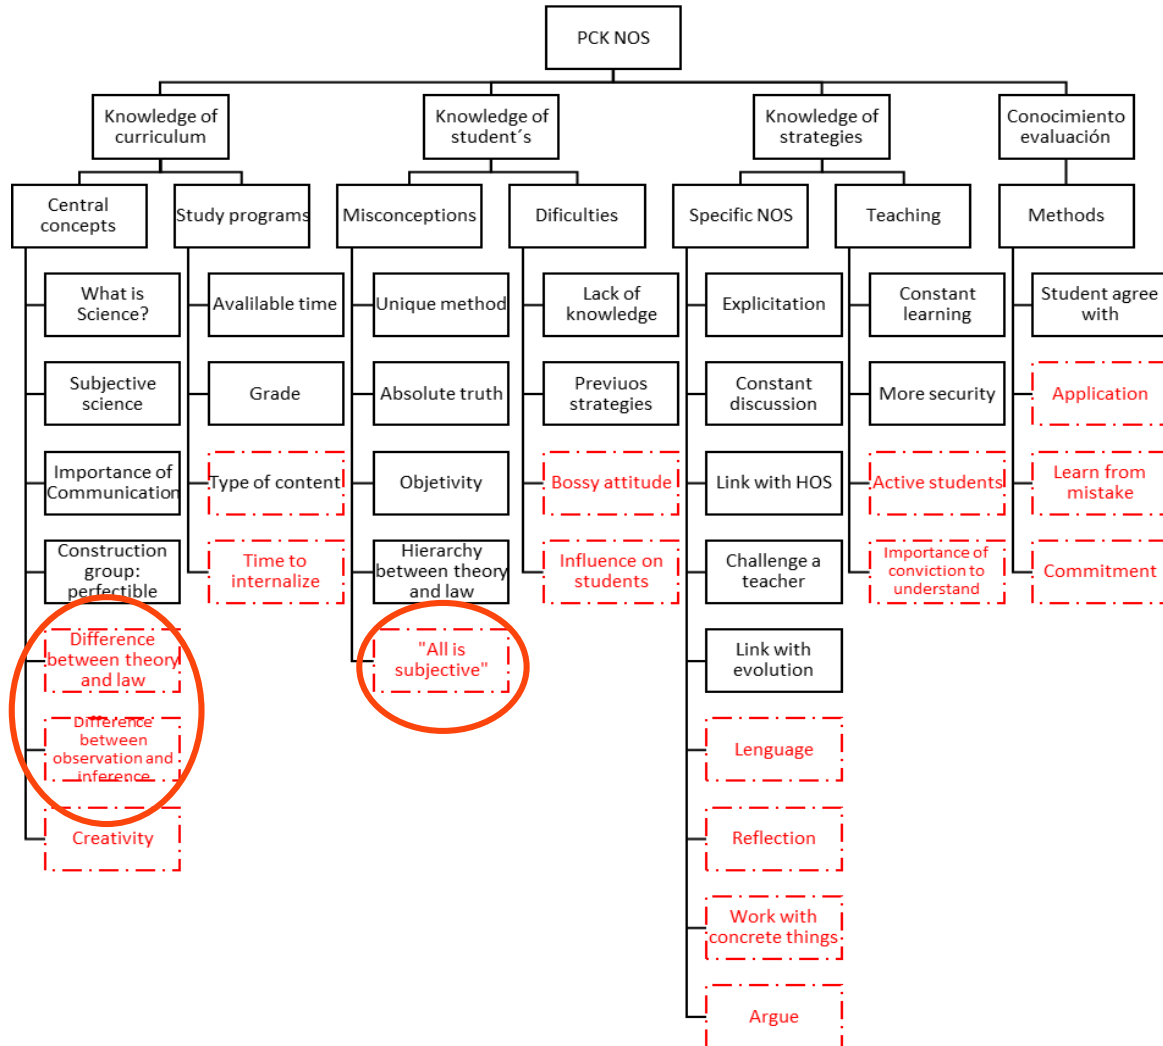 PCK NOS
Knowledge of
curriculum
Knowledge of
student´s
Knowledge of
strategies
Conocimiento
evaluación
Central
concepts
Study programs
Misconceptions
Dificulties
Specific NOS
Teaching
Methods
What is
Science?
Subjective
science
Importance of
Communication
Construction
group:
perfectible
Difference
between theory
and law
Difference
between
observation and
inference
Creativity
Avalilable time
Grade
Type of content
Time to
internalize
Unique method
Absolute truth
Objetivity
Hierarchy
between theory
and law
"All is
subjective"
Lack of
knowledge
Previuos
strategies
Bossy attitude
Influence on
students
Explicitation
Constant
discussion
Link with HOS
Challenge a
teacher
Link with
evolution
Lenguage
Reflection
Work with
concrete things
Argue
Constant
learning
More security
Active students
Importance of
conviction to
understand
Student agree
with
Application
Learn from
mistake
Commitment